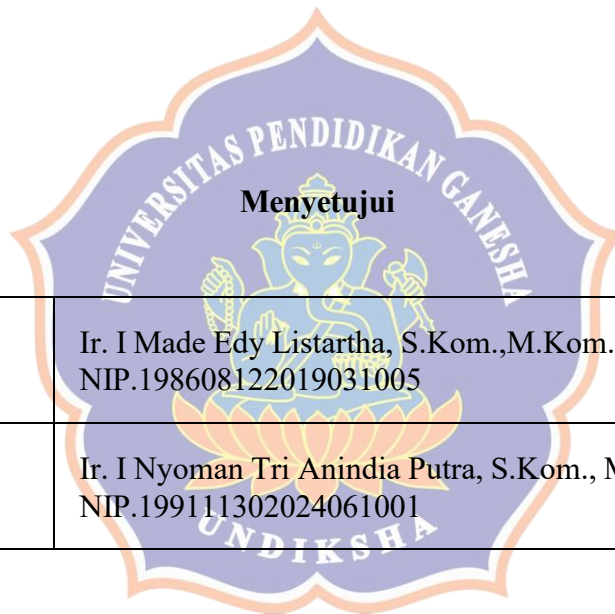 UNIVERSITAS PENDIDIKAN GANESHA
Menyetujui
Ir. I Made Edy Listartha, S.Kom.,M.Kom.
NIP.198608122019031005
Ir. I Nyoman Tri Anindia Putra, S.Kom., M
NIP.199111302024061001
UNDIKSHA